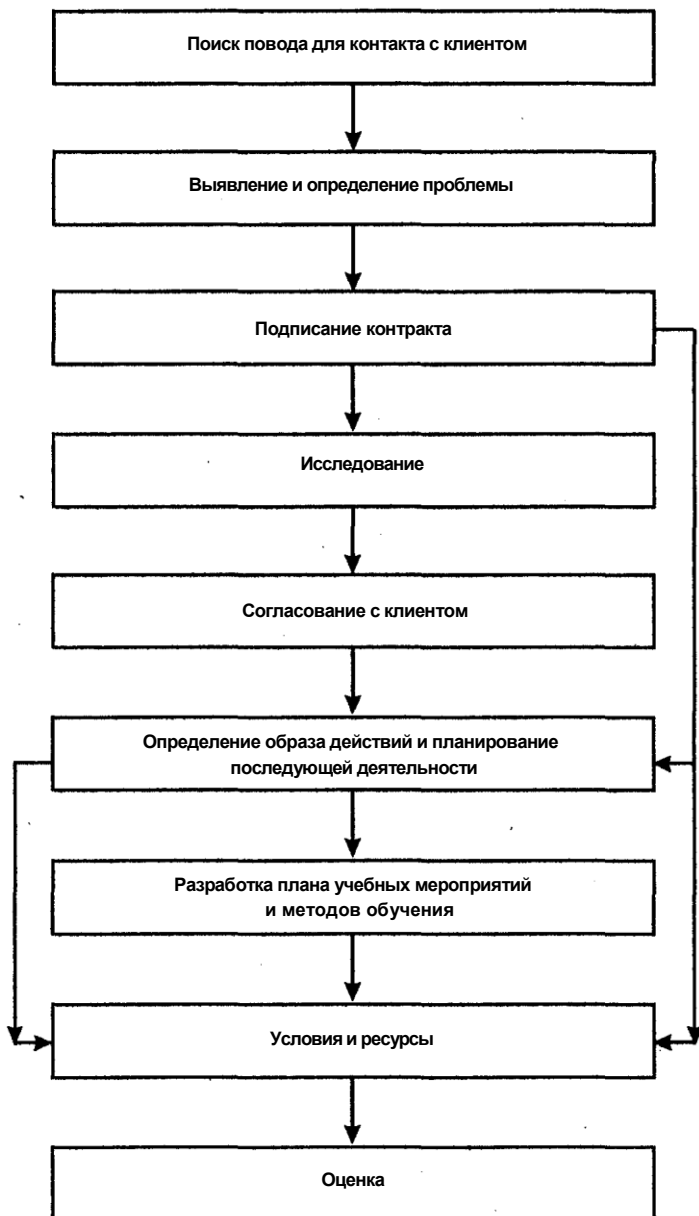 Поиск повода для контакта с клиентом
Выявление и определение проблемы
Подписание контракта
Исследование
Согласование с клиентом
Определение образа действий и планирование
последующей деятельности
Разработка плана учебных мероприятий
и методов обучения
Условия и ресурсы
Оценка